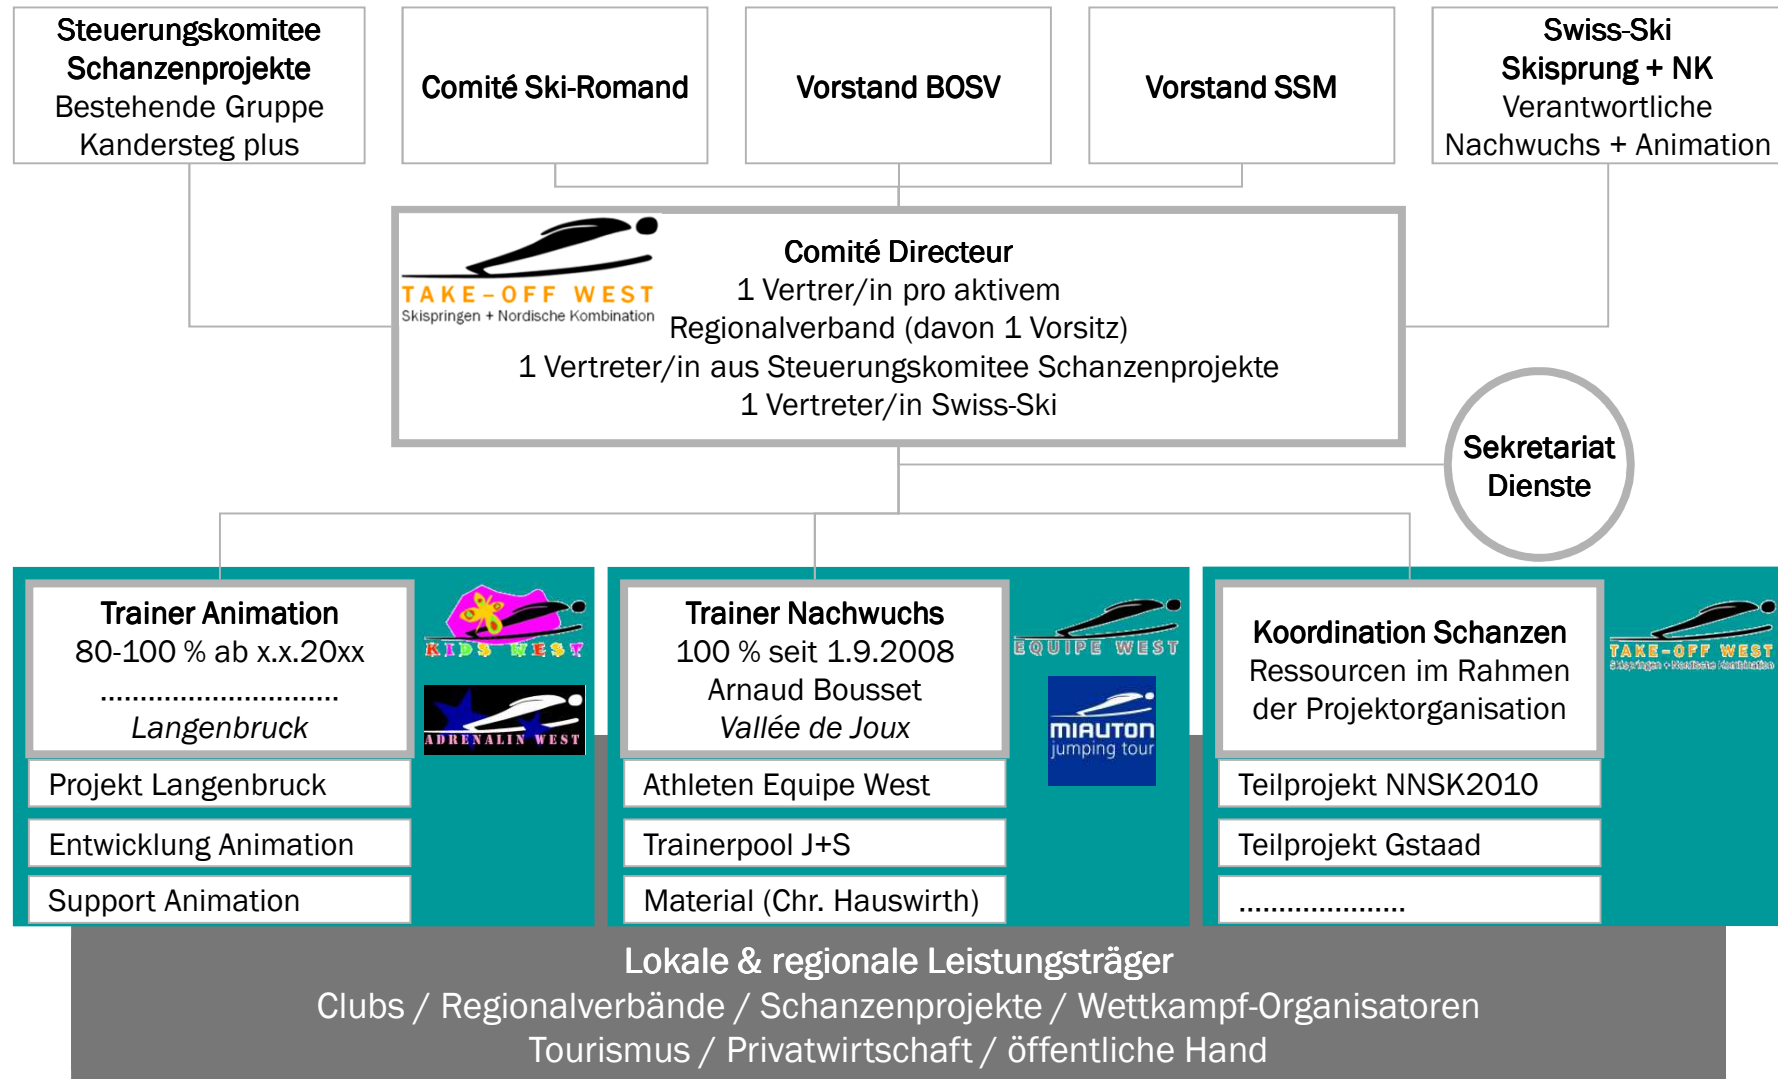 Steuerungskomitee
Schanzenprojekte
Bestehende Gruppe
Kandersteg plus
Comité Ski-Romand
Vorstand BOSV
Vorstand SSM
Swiss-Ski
Skisprung + NK
Verantwortliche
Nachwuchs + Animation
TAKE-OFF WEST
Skispringen + Nordische Kombination
Comité Directeur
1 Vertrer/in pro aktivem
Regionalverband (davon 1 Vorsitz)
1 Vertreter/in aus Steuerungskomitee Schanzenprojekte
1 Vertreter/in Swiss-Ski
Sekretariat
Dienste
Trainer Animation
80-100 % ab x.x.20xx
..............................
Langenbruck
KIDS WEST
ADRENALIN WEST
Projekt Langenbruck
Entwicklung Animation
Support Animation
Trainer Nachwuchs
100 % seit 1.9.2008
Arnaud Bousset
Vallée de Joux
EQUIPE WEST
MIAUTON
jumping tour
Athleten Equipe West
Trainerpool J+S
Material (Chr. Hauswirth)
Koordination Schanzen
Ressourcen im Rahmen
der Projektorganisation
TAKE-OFF WEST
Skispringen + Nordische Kombination
Teilprojekt NNSK2010
Teilprojekt Gstaad
.....................
Lokale & regionale Leistungsträger
Clubs / Regionalverbände / Schanzenprojekte / Wettkampf-Organisatoren
Tourismus / Privatwirtschaft / öffentliche Hand